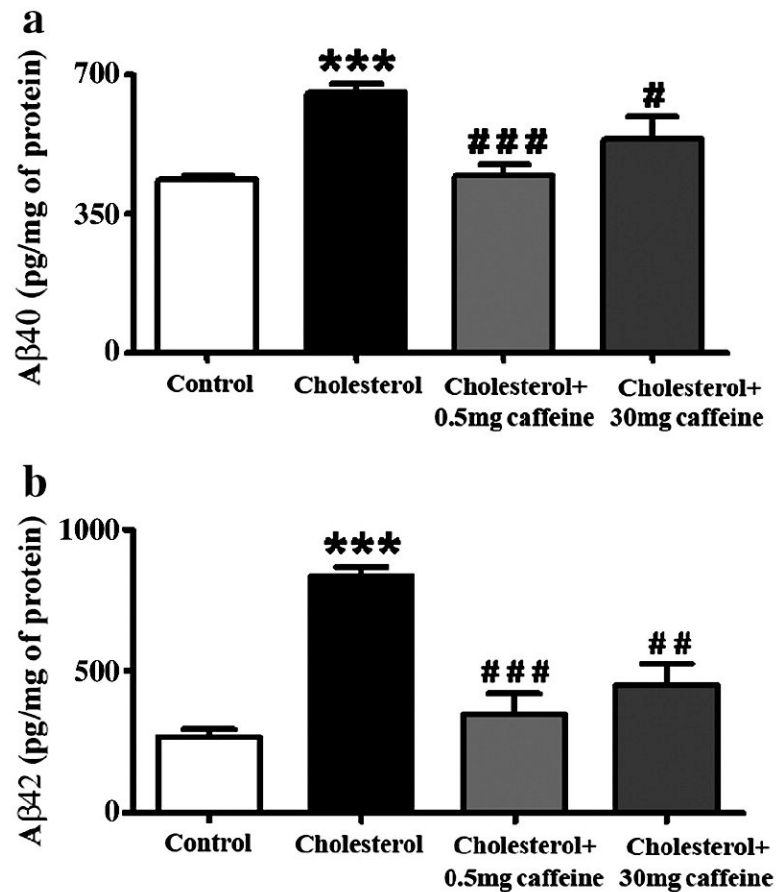 a
Aβ40 (pg/mg of protein)
700
350
0
***
###
#
Control
Cholesterol
Cholesterol+
0.5mg caffeine
Cholesterol+
30mg caffeine
b
Aβ42 (pg/mg of protein)
1000
500
0
***
###
##
Control
Cholesterol
Cholesterol+
0.5mg caffeine
Cholesterol+
30mg caffeine